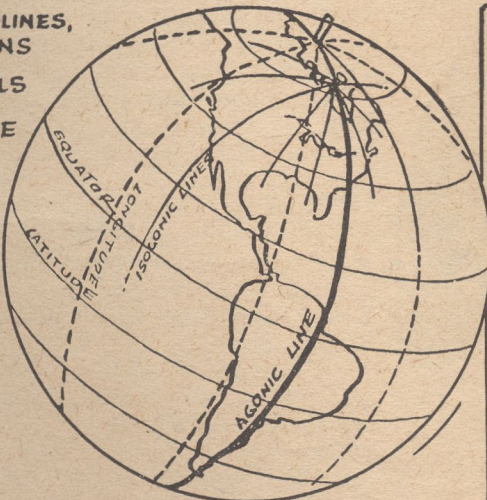 LINES,
NS
LS
E
EQUATOR
LONGITUDE
LATITUDE
ISOGONIC LINES
AGONIC LINE